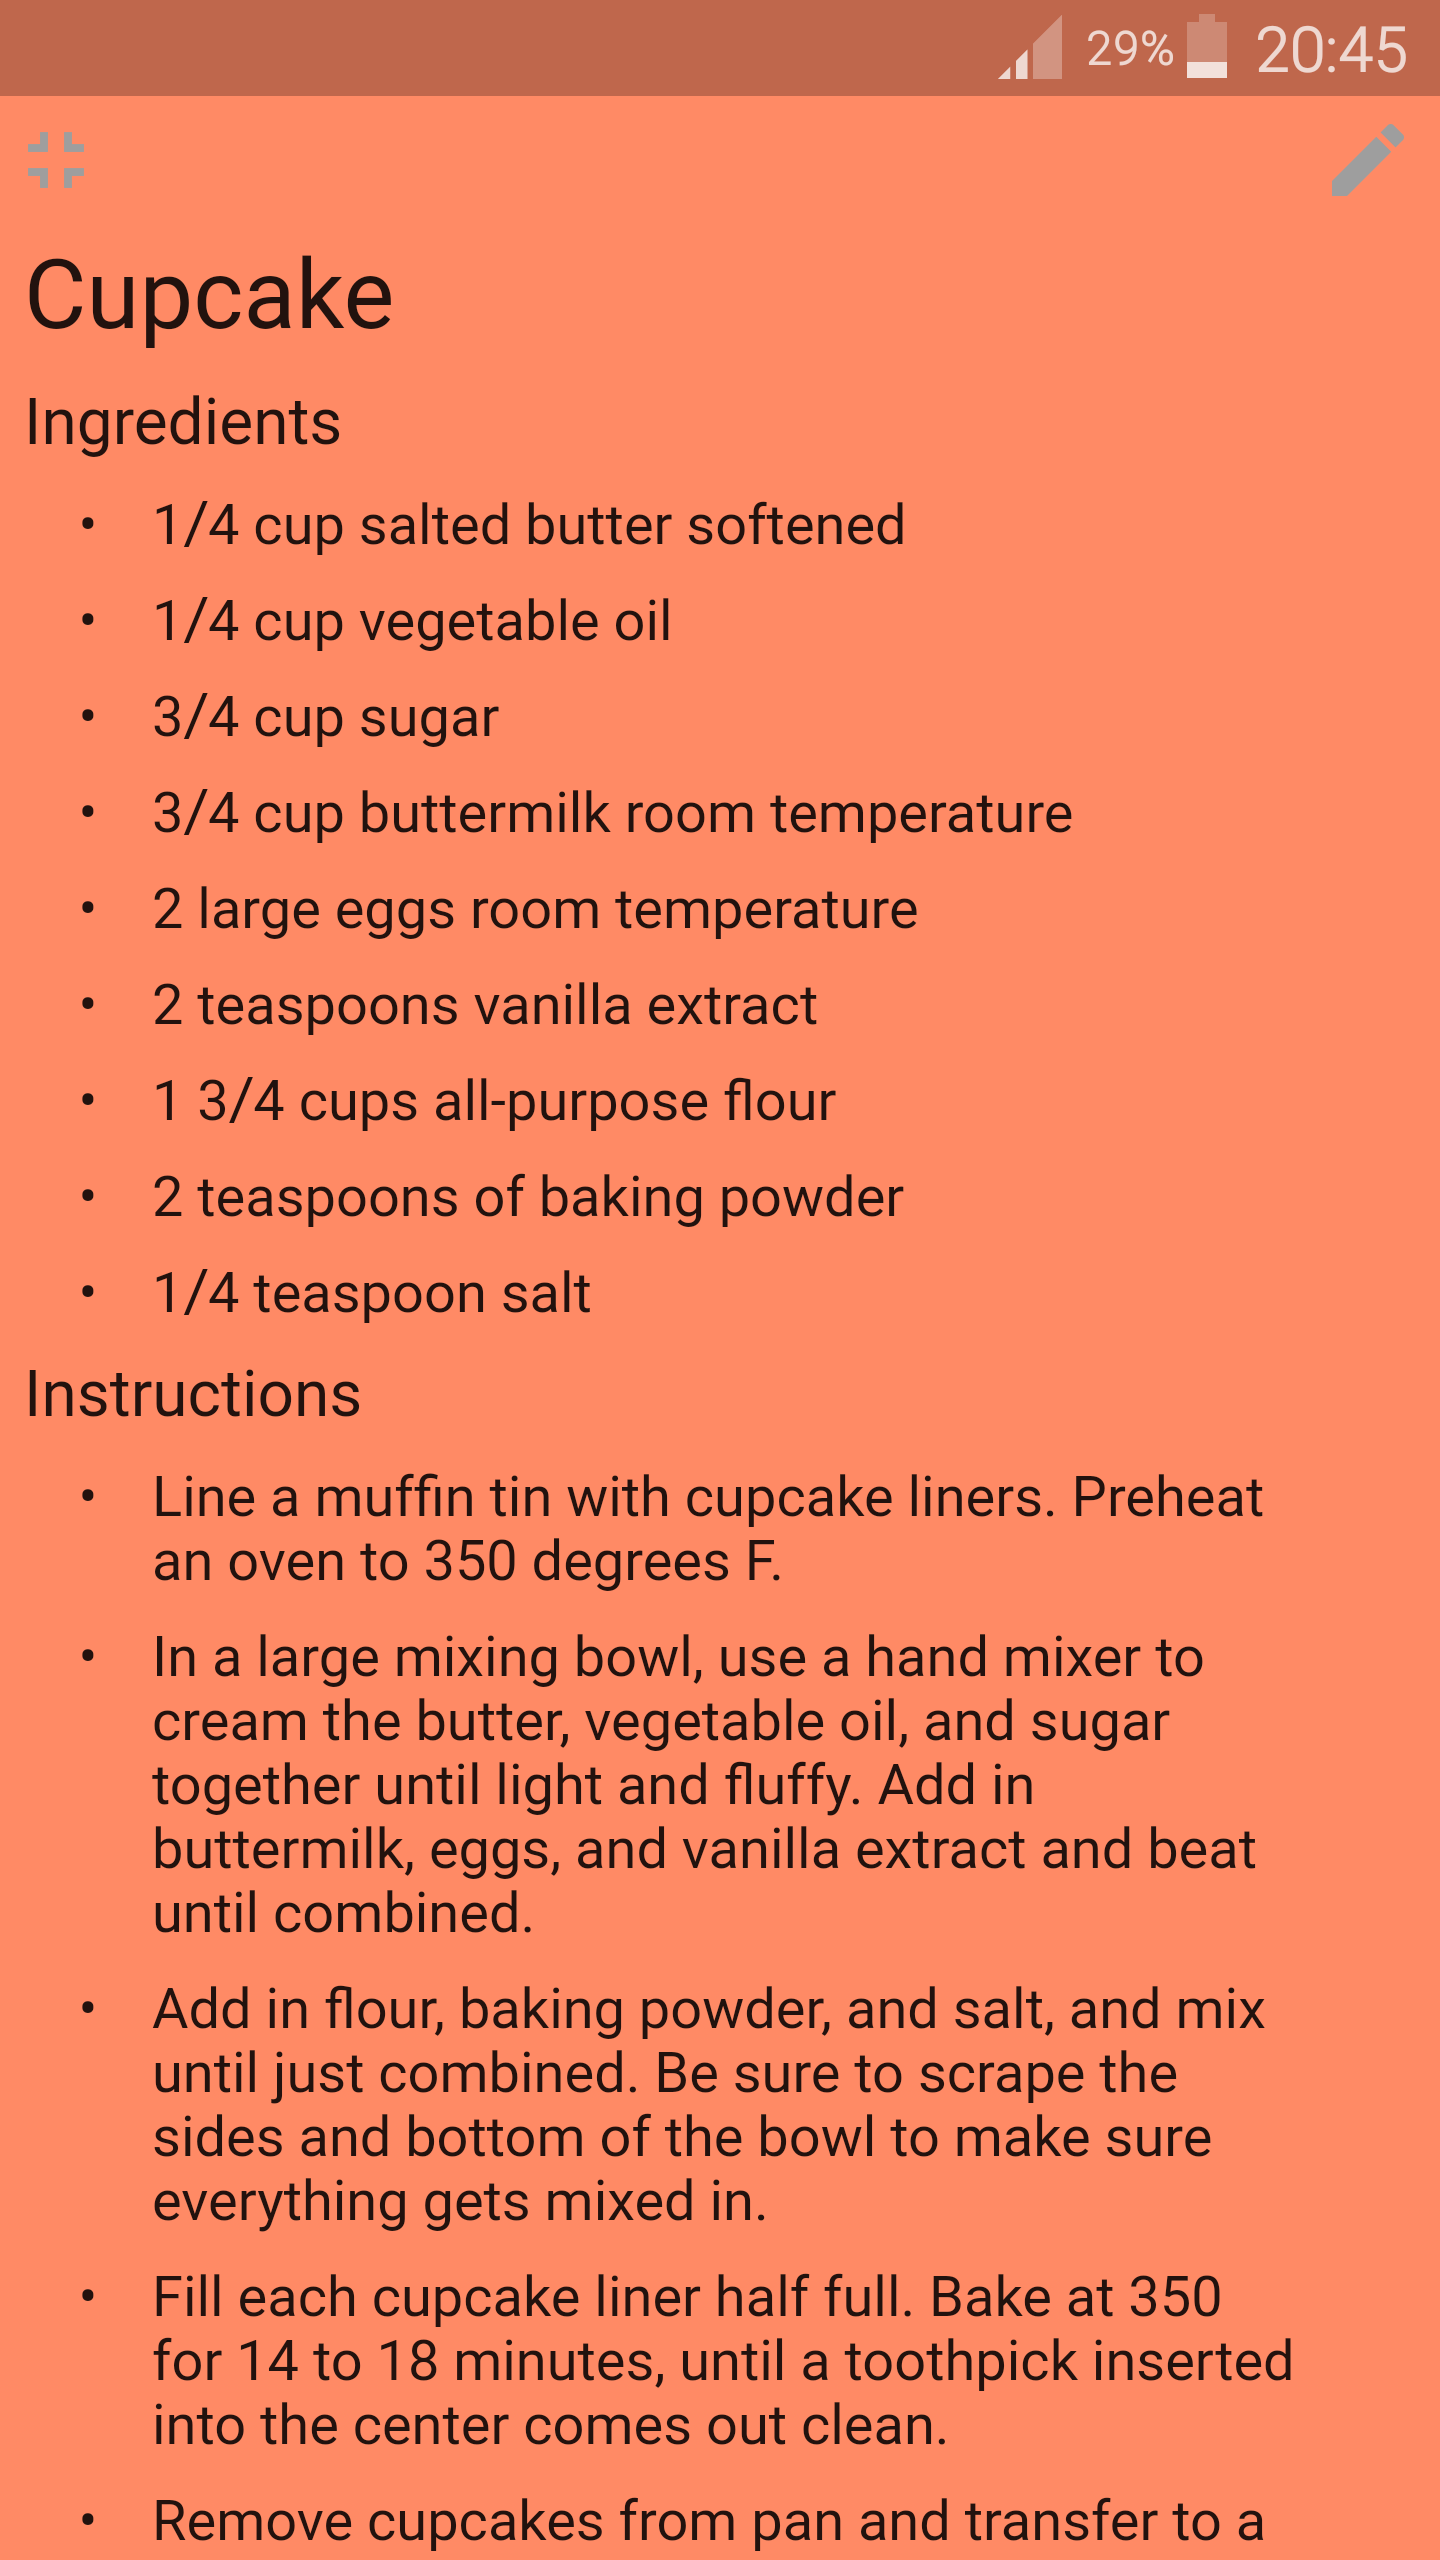 29% 20:45
Cupcake
Ingredients
• 1/4 cup salted butter softened
• 1/4 cup vegetable oil
• 3/4 cup sugar
• 3/4 cup buttermilk room temperature
• 2 large eggs room temperature
• 2 teaspoons vanilla extract
• 1 3/4 cups all-purpose flour
• 2 teaspoons of baking powder
• 1/4 teaspoon salt
Instructions
• Line a muffin tin with cupcake liners. Preheat
an oven to 350 degrees F.
• In a large mixing bowl, use a hand mixer to
cream the butter, vegetable oil, and sugar
together until light and fluffy. Add in
buttermilk, eggs, and vanilla extract and beat
until combined.
• Add in flour, baking powder, and salt, and mix
until just combined. Be sure to scrape the
sides and bottom of the bowl to make sure
everything gets mixed in.
• Fill each cupcake liner half full. Bake at 350
for 14 to 18 minutes, until a toothpick inserted
into the center comes out clean.
• Remove cupcakes from pan and transfer to a